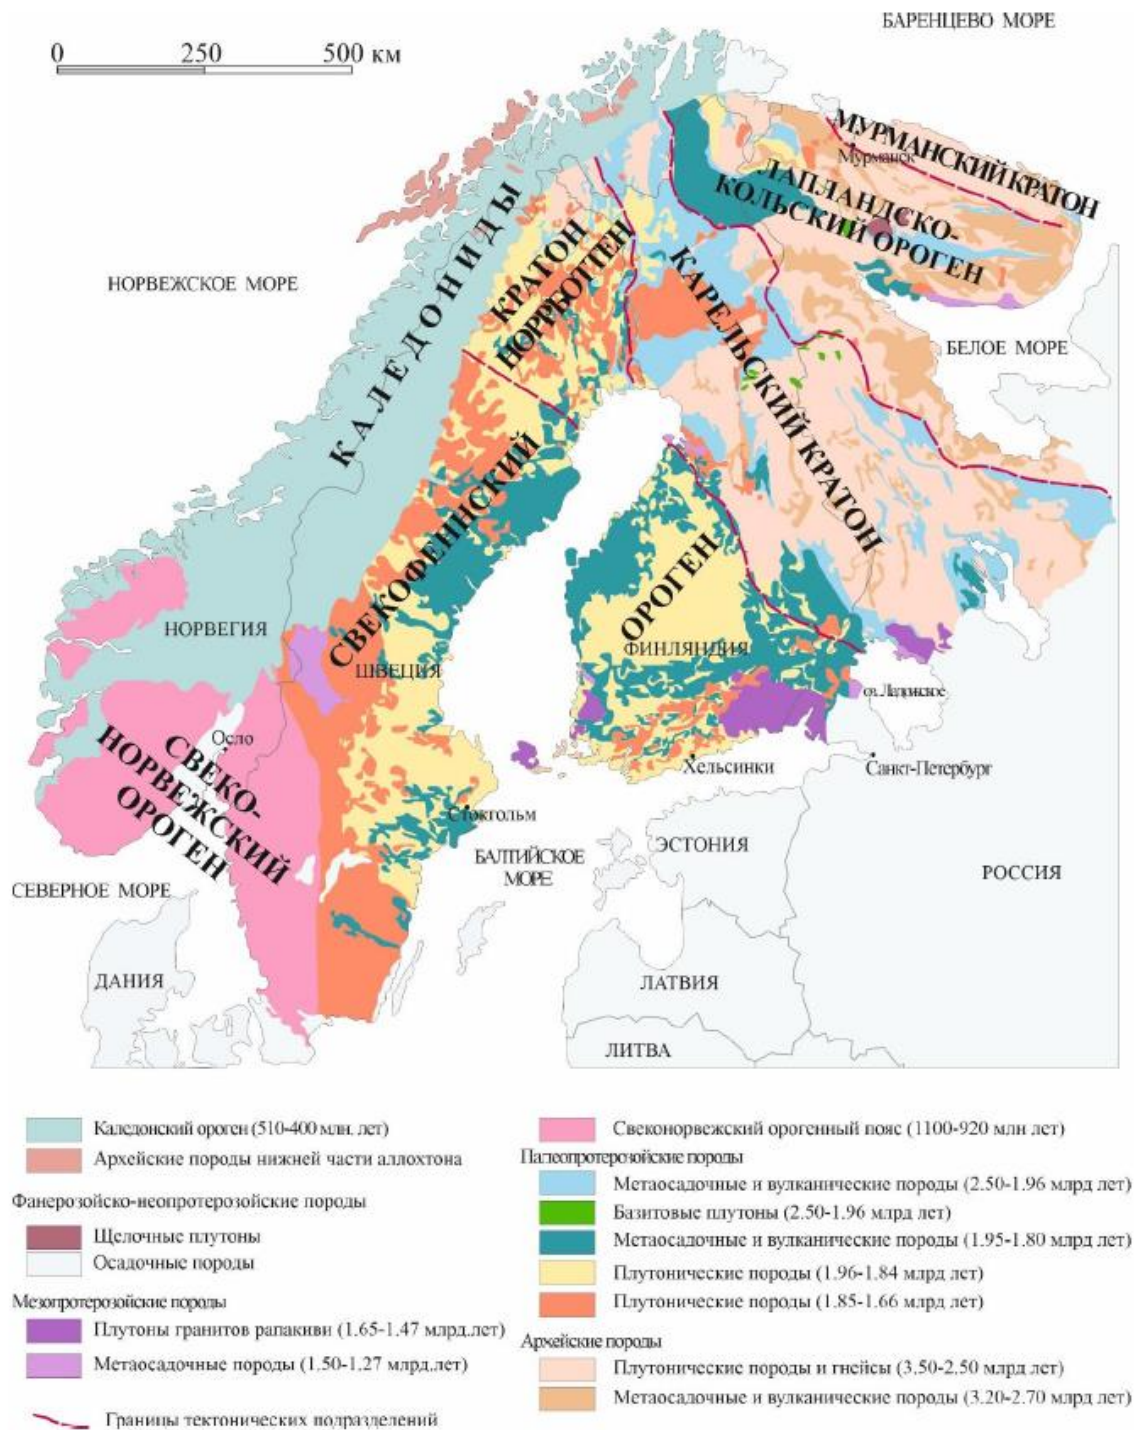 БАРЕНЦЕВО МОРЕ
0 250 500 км
МУРМАНСКИЙ КРАТОН
Мурманск
ЛАПЛАНДСКО-
КОЛЬСКИЙ ОРОГЕН
КАЛЕДОНИДЫ
КРАТОН
НОРРБОТТЕН
НОРВЕЖСКОЕ МОРЕ
КАРЕЛЬСКИЙ КРАТОН
БЕЛОЕ МОРЕ
СВЕКОФЕННСКИЙ
ОРОГЕН
НОРВЕГИЯ
ШВЕЦИЯ
ФИНЛЯНДИЯ
оз. Ладожское
Осло
СВЕКО-
НОРВЕЖСКИЙ
ОРОГЕН
Хельсинки
Санкт-Петербург
Стокгольм
БАЛТИЙСКОЕ
МОРЕ
ЭСТОНИЯ
РОССИЯ
СЕВЕРНОЕ МОРЕ
ДАНИЯ
ЛАТВИЯ
ЛИТВА
Каледонский ороген (510-400 млн. лет)
Архейские породы нижней части аллохтона
Фанерозойско-неопротерозойские породы
Щелочные плутоны
Осадочные породы
Мезопротерозойские породы
Плутоны гранитов рапакиви (1.65-1.47 млрд.лет)
Метаосадочные породы (1.50-1.27 млрд.лет)
Границы тектонических подразделений
Свеконорвежский орогенный пояс (1100-920 млн лет)
Палеопротерозойские породы
Метаосадочные и вулканические породы (2.50-1.96 млрд лет)
Базитовые плутоны (2.50-1.96 млрд лет)
Метаосадочные и вулканические породы (1.95-1.80 млрд лет)
Плутонические породы (1.96-1.84 млрд лет)
Плутонические породы (1.85-1.66 млрд лет)
Архейские породы
Плутонические породы и гнейсы (3.50-2.50 млрд лет)
Метаосадочные и вулканические породы (3.20-2.70 млрд лет)